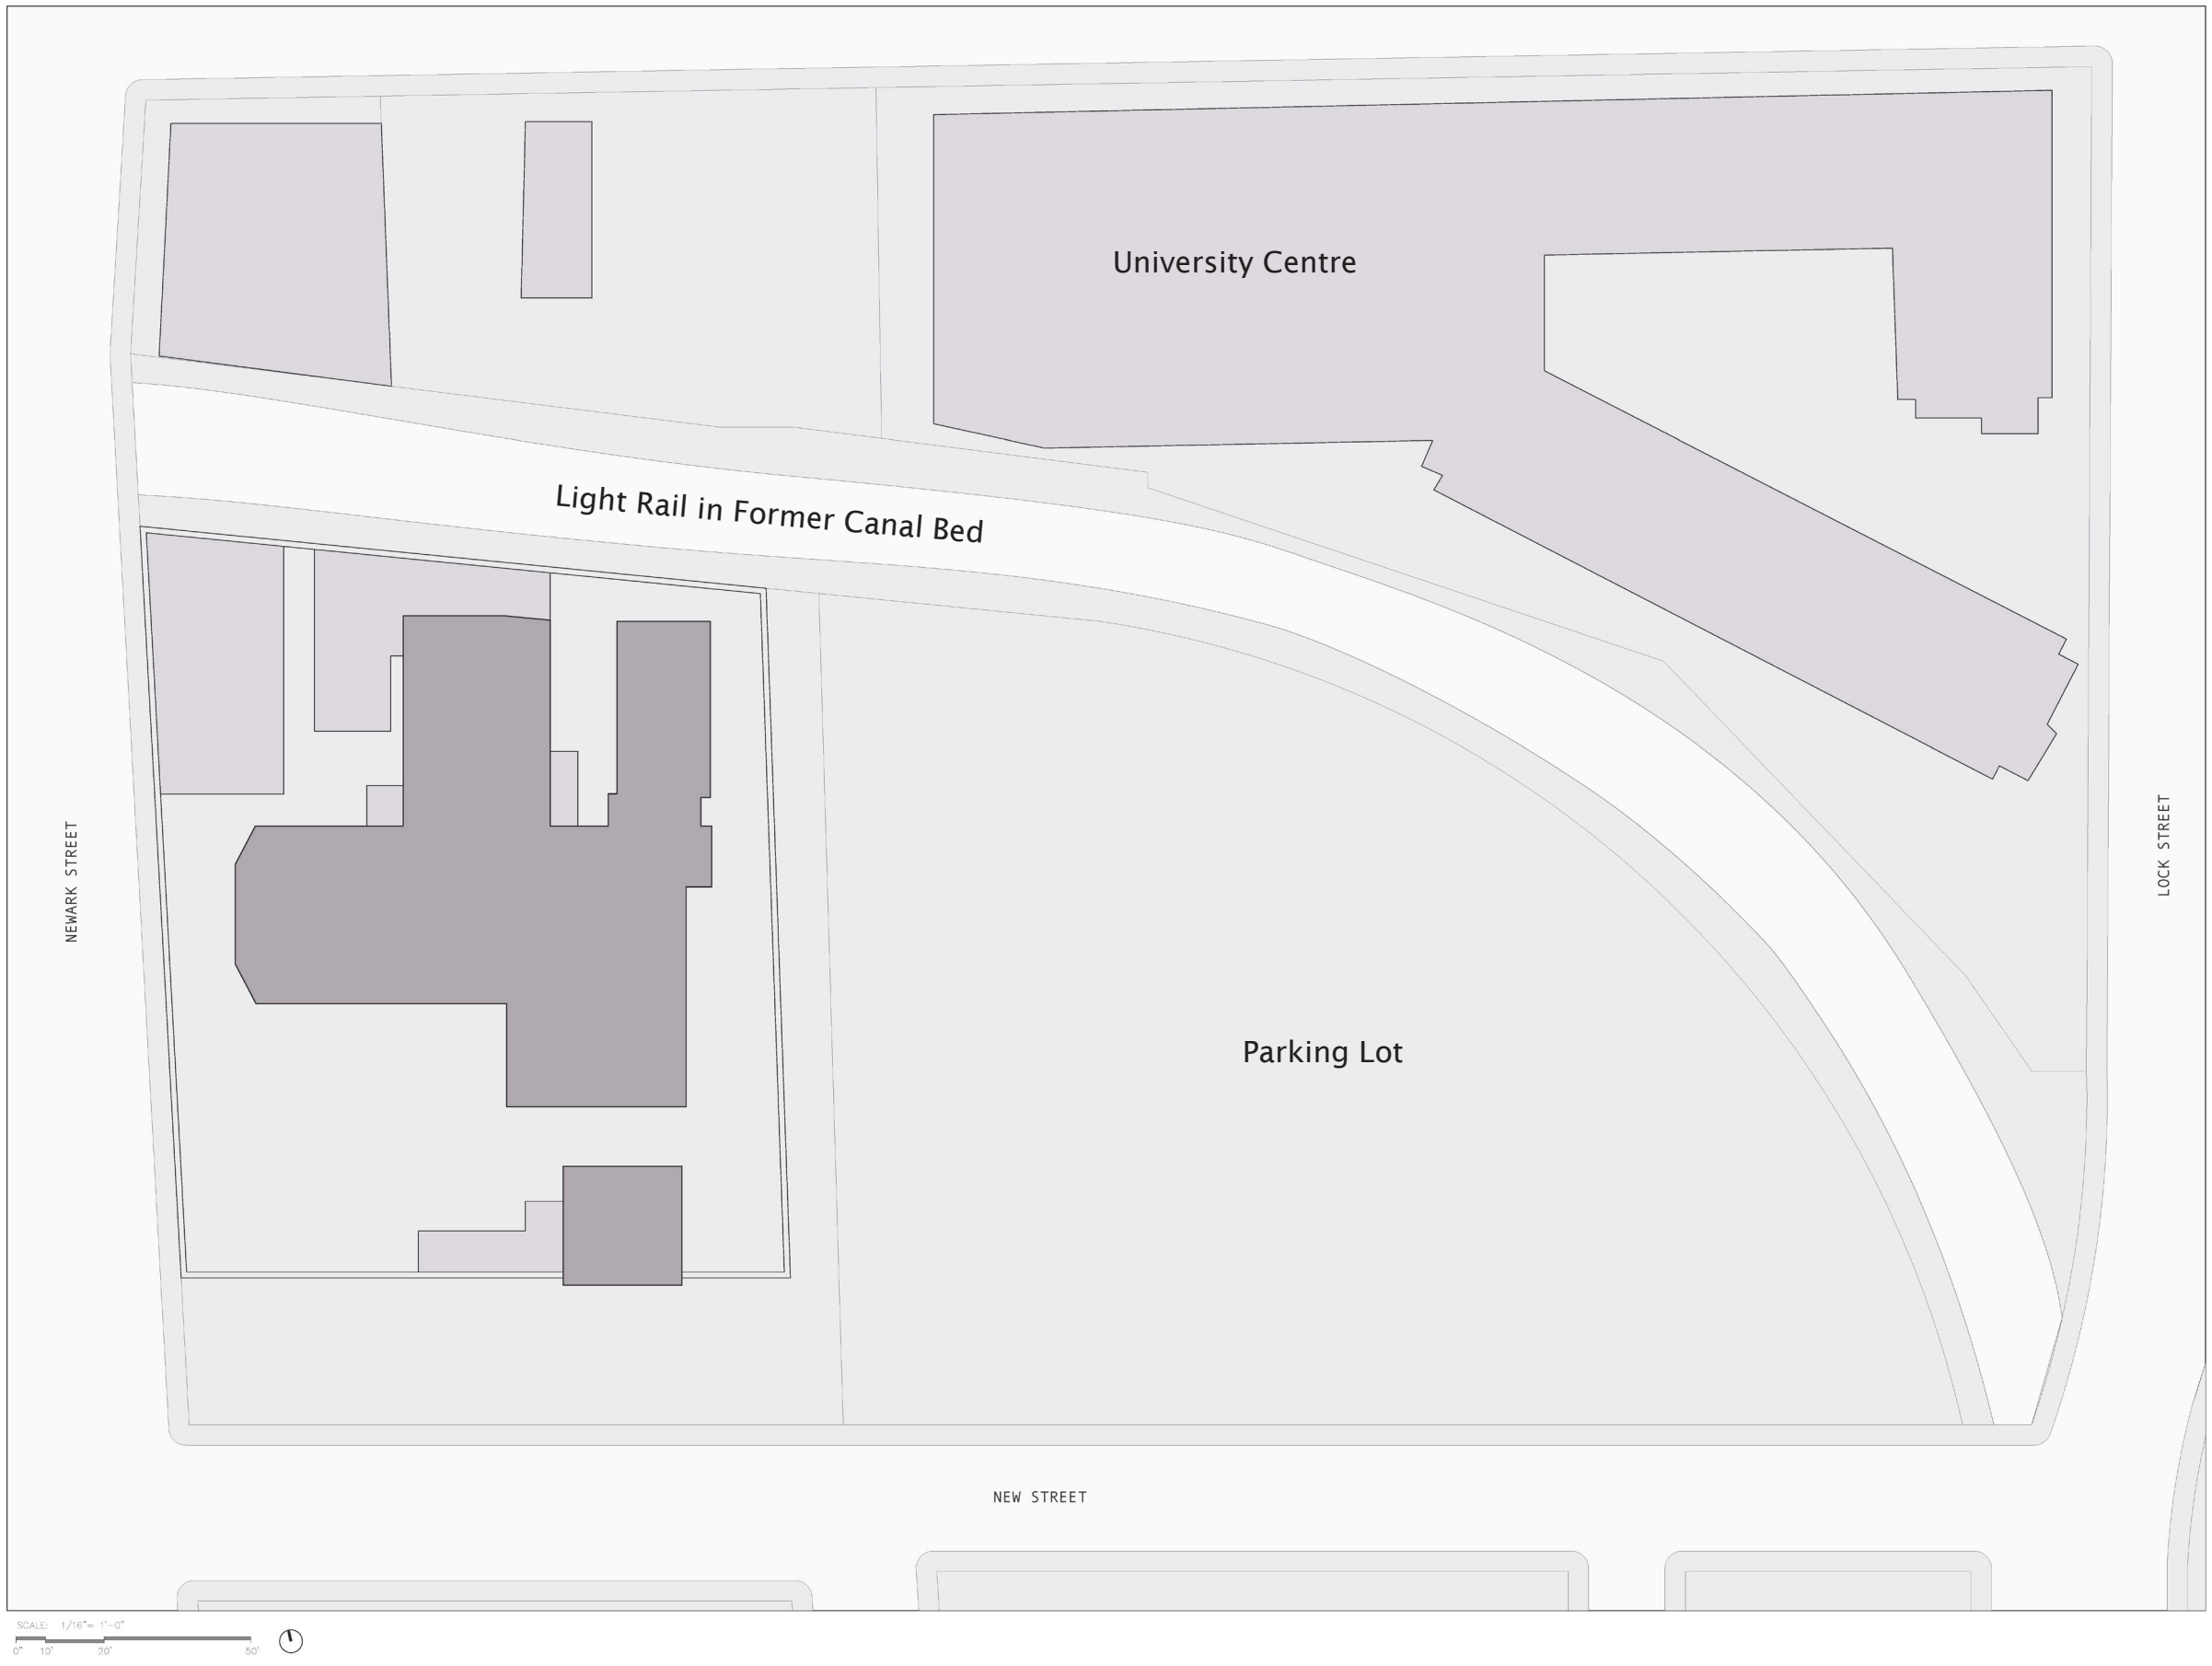 University Centre
Light Rail in Former Canal Bed
NEWARK STREET
LOCK STREET
Parking Lot
NEW STREET
SCALE: 1/16"= 1'-0"
0" 10' 20' 50'